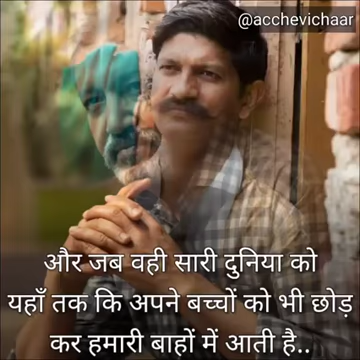 @acchevichaar
और जब वही सारी दुनिया को
यहाँ तक कि अपने बच्चों को भी छोड़
कर हमारी बाहों में आती है..